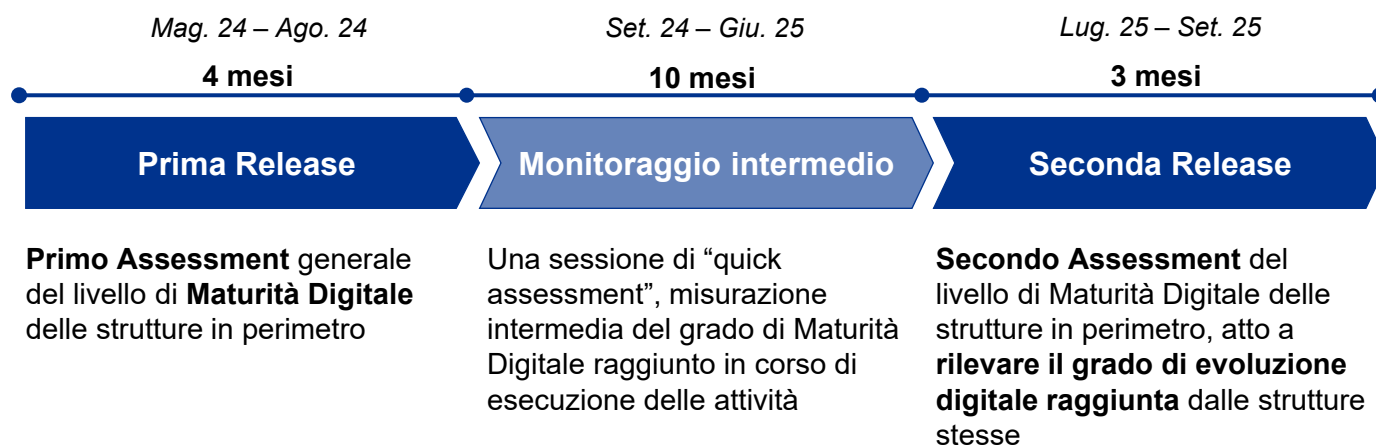 Mag. 24 – Ago. 24
4 mesi
Prima Release
Primo Assessment generale
del livello di Maturità Digitale
delle strutture in perimetro
Set. 24 – Giu. 25
10 mesi
Monitoraggio intermedio
Una sessione di “quick
assessment”, misurazione
intermedia del grado di Maturità
Digitale raggiunto in corso di
esecuzione delle attività
Lug. 25 – Set. 25
3 mesi
Seconda Release
Secondo Assessment del
livello di Maturità Digitale delle
strutture in perimetro, atto a
rilevare il grado di evoluzione
digitale raggiunta dalle strutture
stesse